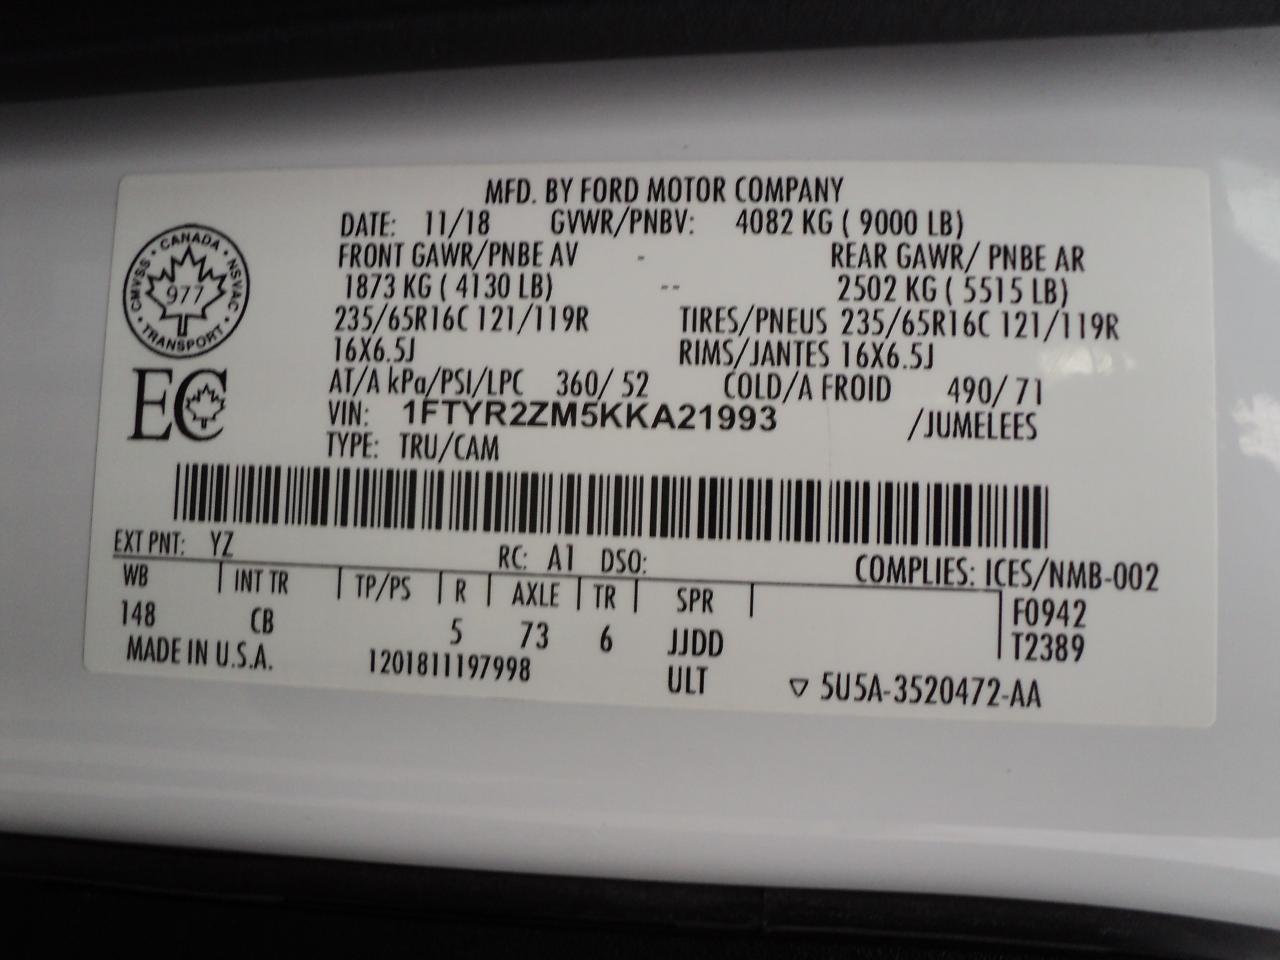 MFD. BY FORD MOTOR COMPANY
DATE: 11/18 GVWR/PNBV: 4082 KG ( 9000 LB)
FRONT GAWR/PNBE AV - REAR GAWR/ PNBE AR
1873 KG ( 4130 LB) -- 2502 KG ( 5515 LB)
235/65R16C 121/119R TIRES/PNEUS 235/65R16C 121/119R
16X6.5J RIMS/JANTES 16X6.5J
AT/A kPa/PSI/LPC 360/ 52 COLD/A FROID 490/ 71
VIN: 1FTYR2ZM5KKA21993 /JUMELEES
TYPE: TRU/CAM
CANADA
CMVSS · NSVAC
977
TRANSPORT
EC
EXT PNT: YZ RC: A1 DSO: COMPLIES: ICES/NMB-002
WB | INT TR | TP/PS | R | AXLE | TR | SPR | F0942
148 CB 5 73 6 JJDD T2389
MADE IN U.S.A. 1201811197998 ULT ▽ 5U5A-3520472-AA